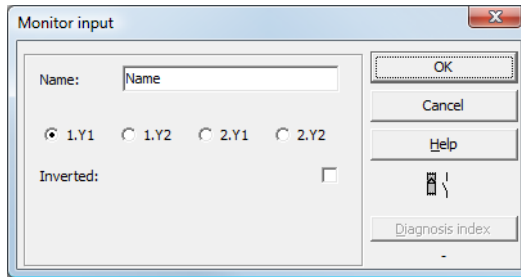 Monitor input
Name: Name
OK
Cancel
1.Y1 1.Y2 2.Y1 2.Y2
Help
Inverted:
Diagnosis index
-